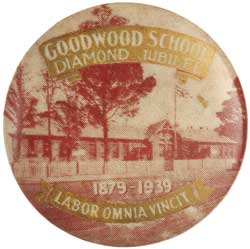 GOODWOOD SCHOOL
DIAMOND JUBILEE
1879-1939
LABOR OMNIA VINCIT